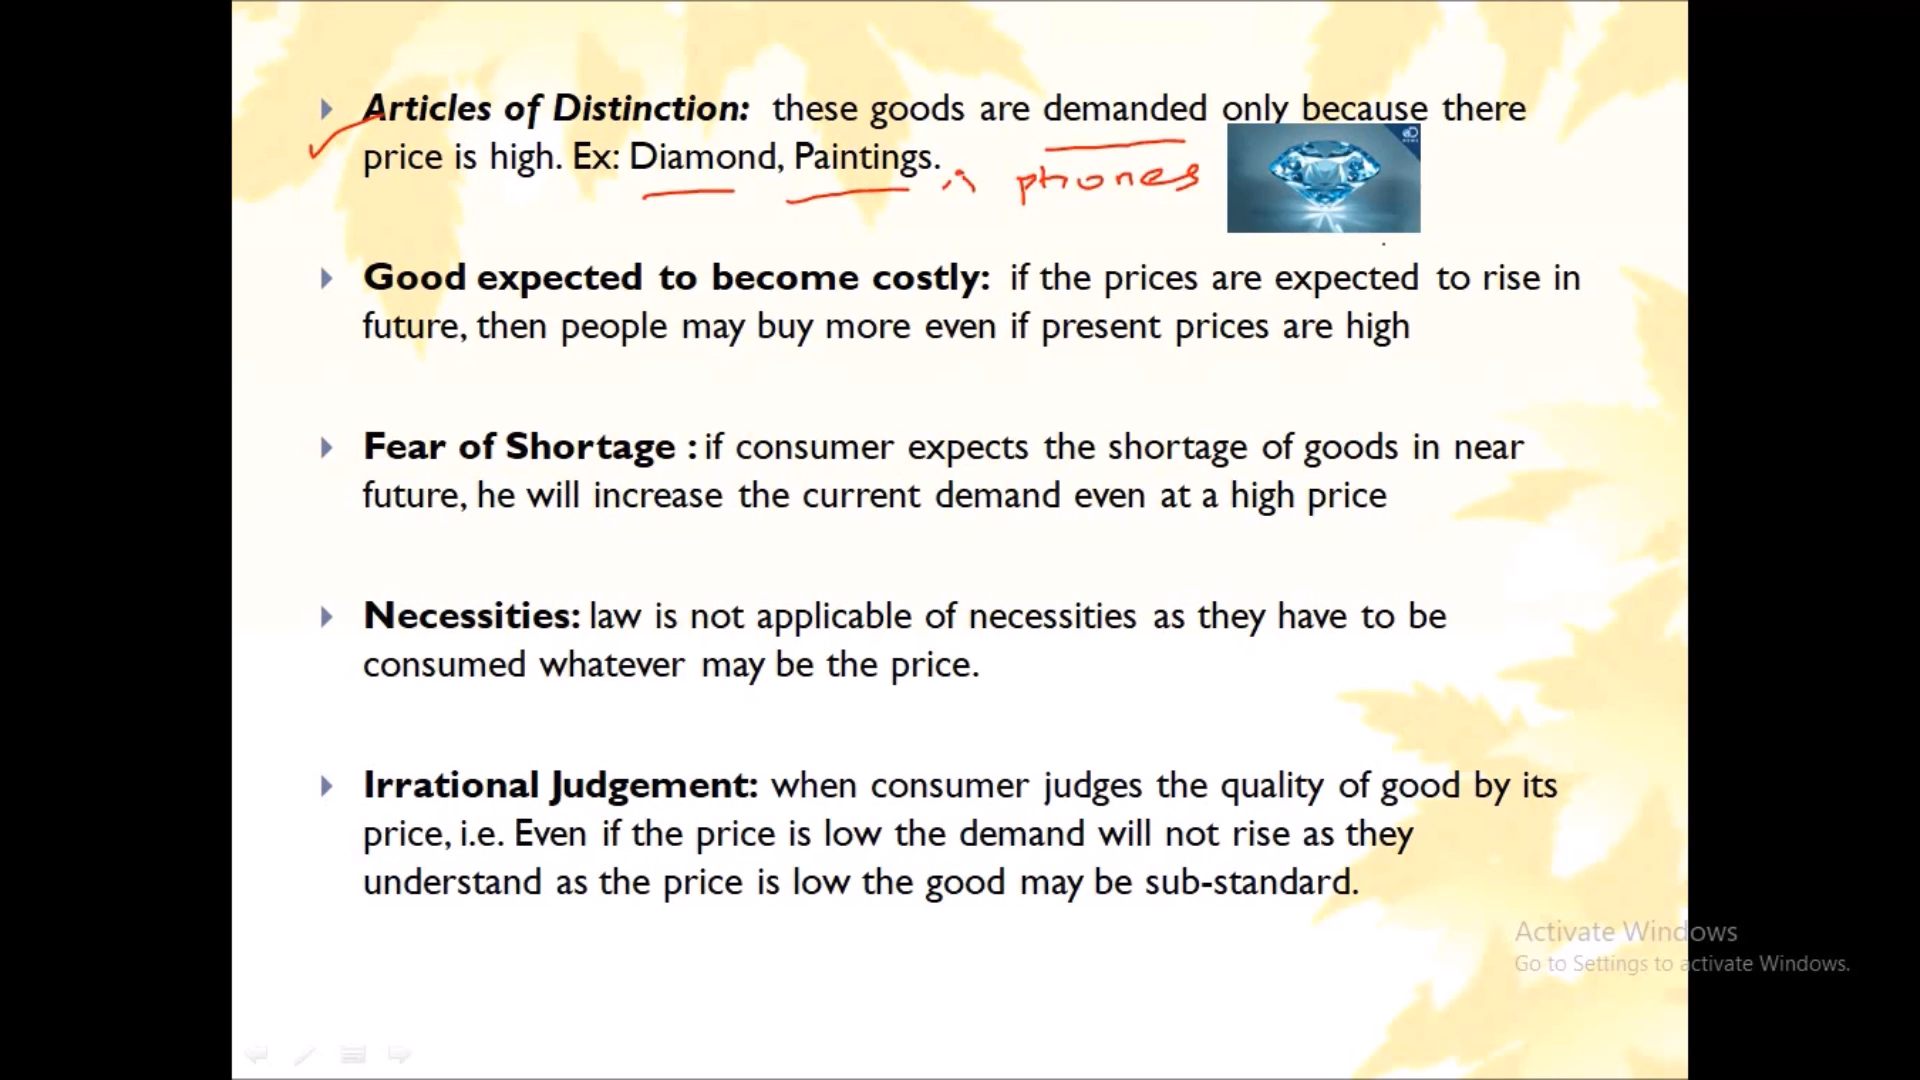 Articles of Distinction: these goods are demanded only because there
price is high. Ex: Diamond, Paintings.
phones
Good expected to become costly: if the prices are expected to rise in
future, then people may buy more even if present prices are high
Fear of Shortage : if consumer expects the shortage of goods in near
future, he will increase the current demand even at a high price
Necessities: law is not applicable of necessities as they have to be
consumed whatever may be the price.
Irrational Judgement: when consumer judges the quality of good by its
price, i.e. Even if the price is low the demand will not rise as they
understand as the price is low the good may be sub-standard.
Activate Windows
Go to Settings to activate Windows.